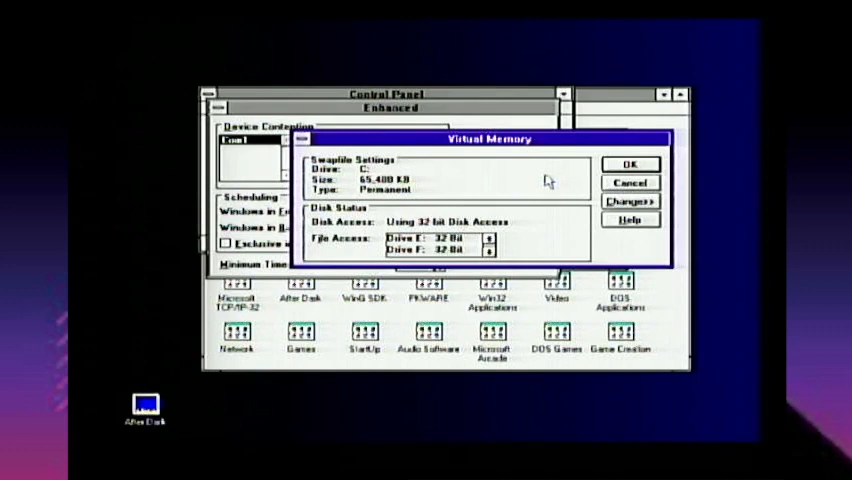 Control Panel
Enhanced
Device Contention
Com1
Virtual Memory
Swapfile Settings
Drive: C:
Size: 65,480 KB
Type: Permanent
OK
Cancel
Change>>
Help
Disk Status
Disk Access: Using 32-bit Disk Access
File Access: Drive E: 32-Bit
Drive F: 32-Bit
Scheduling
Windows in
Windows in
Exclusive
Minimum Time
Microsoft TCP/IP-32
After Dark
WinG SDK
PKWARE
Win32 Applications
Video
DOS Applications
Network
Games
StartUp
Audio Software
Microsoft Arcade
DOS Games
Game Creation
After Dark